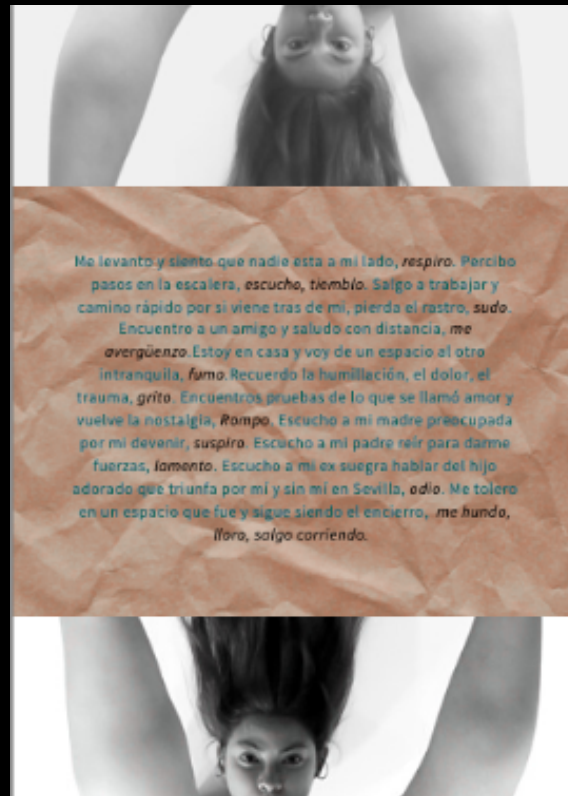 Me levanto y siento que nadie esta a mi lado, respiro. Percibo
pasos en la escalera, escucho, tiemblo. Salgo a trabajar y
camino rápido por si viene tras de mi, pierda el rastro, sudo.
Encuentro a un amigo y saludo con distancia, me
avergüenzo.Estoy en casa y voy de un espacio al otro
intranquila, fumo.Recuerdo la humillación, el dolor, el
trauma, grito. Encuentros pruebas de lo que se llamó amor y
vuelve la nostalgia, Rompo. Escucho a mi madre preocupada
por mi devenir, suspiro. Escucho a mi padre reír para darme
fuerzas, lamento. Escucho a mi ex suegra hablar del hijo
adorado que triunfa por mí y sin mí en Sevilla, odio. Me tolero
en un espacio que fue y sigue siendo el encierro, me hundo,
lloro, salgo corriendo.